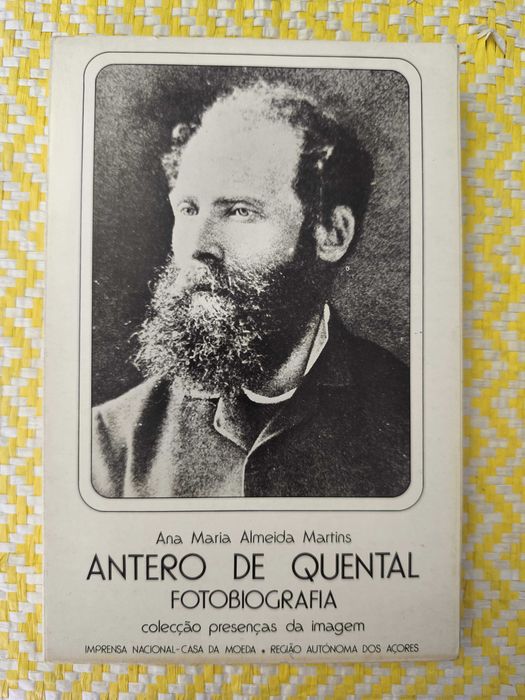 Ana Maria Almeida Martins
ANTERO DE QUENTAL
FOTOBIOGRAFIA
colecção presenças da imagem
IMPRENSA NACIONAL-CASA DA MOEDA • REGIÃO AUTÓNOMA DOS AÇORES